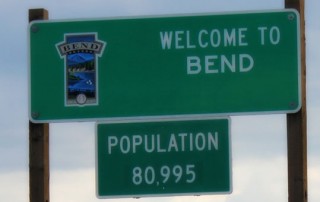 WELCOME TO
BEND
BEND
POPULATION
80,995